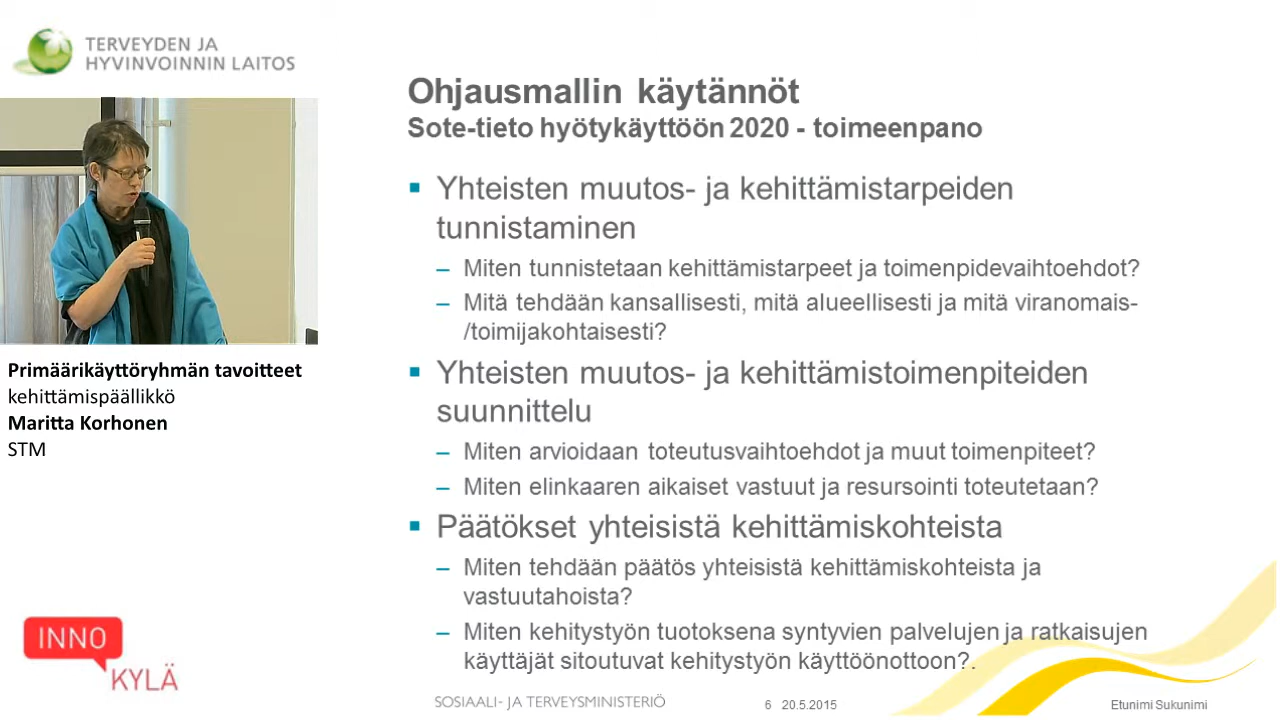 TERVEYDEN JA
HYVINVOINNIN LAITOS
Primäärikäyttöryhmän tavoitteet
kehittämispäällikkö
Maritta Korhonen
STM
INNO
KYLÄ
Ohjausmallin käytännöt
Sote-tieto hyötykäyttöön 2020 - toimeenpano
▪ Yhteisten muutos- ja kehittämistarpeiden
tunnistaminen
– Miten tunnistetaan kehittämistarpeet ja toimenpidevaihtoehdot?
– Mitä tehdään kansallisesti, mitä alueellisesti ja mitä viranomais-
/toimijakohtaisesti?
▪ Yhteisten muutos- ja kehittämistoimenpiteiden
suunnittelu
– Miten arvioidaan toteutusvaihtoehdot ja muut toimenpiteet?
– Miten elinkaaren aikaiset vastuut ja resursointi toteutetaan?
▪ Päätökset yhteisistä kehittämiskohteista
– Miten tehdään päätös yhteisistä kehittämiskohteista ja
vastuutahoista?
– Miten kehitystyön tuotoksena syntyvien palvelujen ja ratkaisujen
käyttäjät sitoutuvat kehitystyön käyttöönottoon?.
SOSIAALI- JA TERVEYSMINISTERIÖ
6 20.5.2015
Etunimi Sukunimi